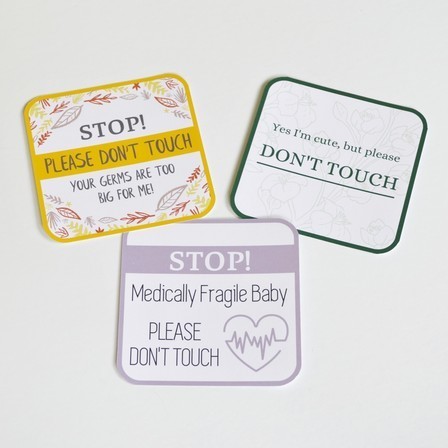 STOP!
PLEASE DON'T TOUCH
YOUR GERMS ARE TOO
BIG FOR ME!
Yes I'm cute, but please
DON'T TOUCH
STOP!
Medically Fragile Baby
PLEASE
DON'T TOUCH